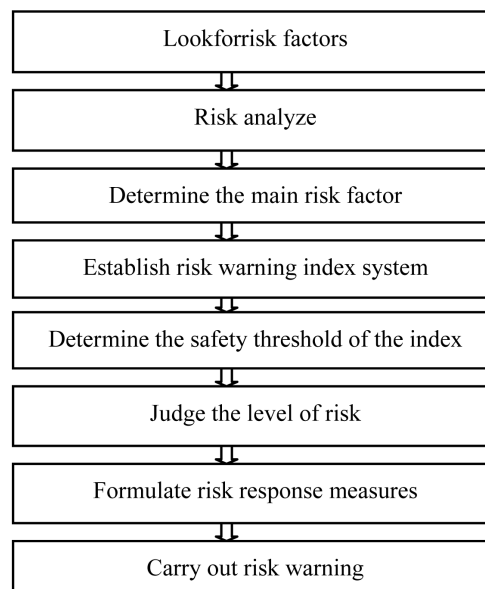 Lookforrisk factors
Risk analyze
Determine the main risk factor
Establish risk warning index system
Determine the safety threshold of the index
Judge the level of risk
Formulate risk response measures
Carry out risk warning